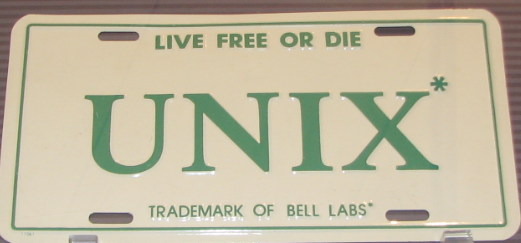 LIVE FREE OR DIE
UNIX*
TRADEMARK OF BELL LABS*